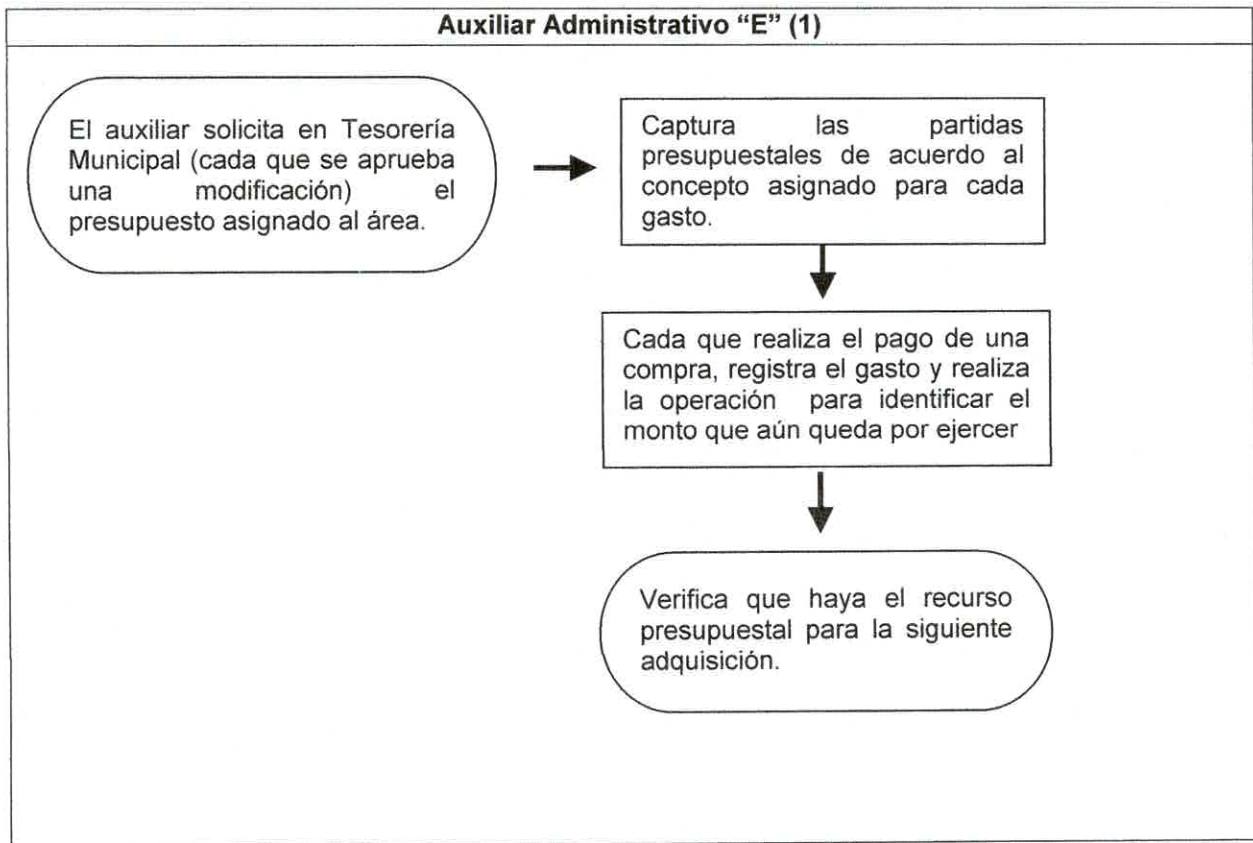 Auxiliar Administrativo “E” (1)
El auxiliar solicita en Tesorería
Municipal (cada que se aprueba
una modificación) el
presupuesto asignado al área.
Captura las partidas
presupuestales de acuerdo al
concepto asignado para cada
gasto.
Cada que realiza el pago de una
compra, registra el gasto y realiza
la operación para identificar el
monto que aún queda por ejercer
Verifica que haya el recurso
presupuestal para la siguiente
adquisición.